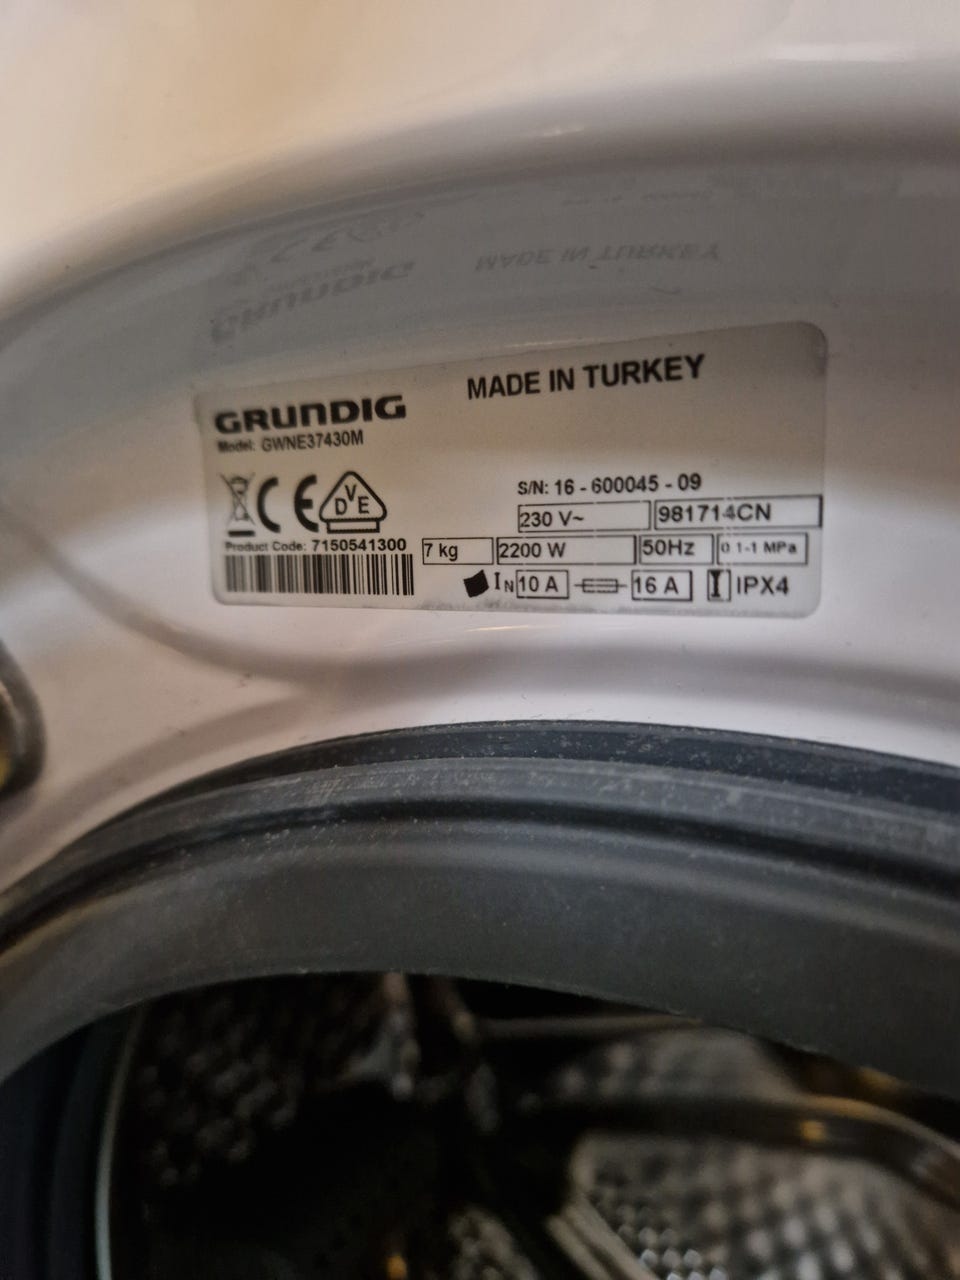 GRUNDIG
MADE IN TURKEY
Model: GWNE37430M
CE
DVE
S/N: 16 - 600045 - 09
230 V~ 981714CN
Product Code: 7150541300
7 kg 2200 W 50Hz 0.1-1 MPa
IN 10 A 16 A IPX4